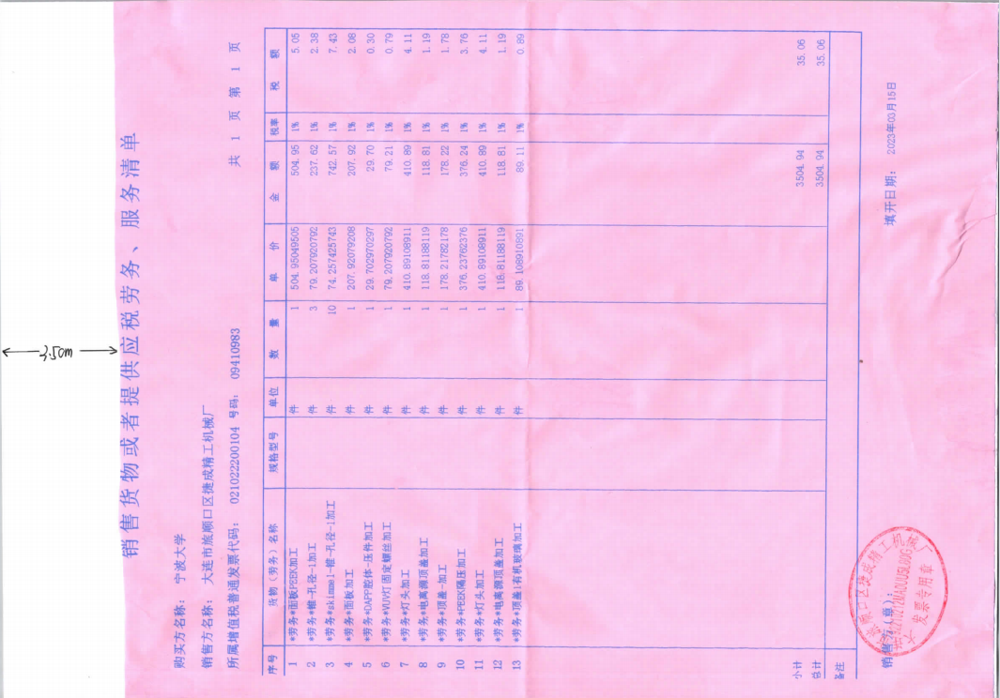 销售货物或者提供应税劳务、服务清单
购买方名称： 宁波大学
销售方名称： 大连市旅顺口区捷成精工机械厂
所属增值税普通发票代码： 021022200104 号码： 09410983 共 1 页 第 1 页
序号 货物（劳务）名称 规格型号 单位 数量 单价 金额 税率 税额
1 *劳务*面板PEEK加工 件 1 504.95049505 504.95 1% 5.05
2 *劳务*锥-孔径-1加工 件 3 79.207920792 237.62 1% 2.38
3 *劳务*skimmel-锥-孔径-1加工 件 10 74.257425743 742.57 1% 7.43
4 *劳务*面板加工 件 1 207.92079208 207.92 1% 2.08
5 *劳务*DAPP腔体-压件加工 件 1 29.702970297 29.70 1% 0.30
6 *劳务*VUV灯固定螺丝加工 件 1 79.207920792 79.21 1% 0.79
7 *劳务*灯头加工 件 1 410.89108911 410.89 1% 4.11
8 *劳务*电离源顶盖加工 件 1 118.81188119 118.81 1% 1.19
9 *劳务*顶盖-加工 件 1 178.21782178 178.22 1% 1.78
10 *劳务*PEEK隔板加工 件 1 376.23762376 376.24 1% 3.76
11 *劳务*灯头加工 件 1 410.89108911 410.89 1% 4.11
12 *劳务*电离源顶盖加工 件 1 118.81188119 118.81 1% 1.19
13 *劳务*顶盖1有机玻璃加工 件 1 89.108910891 89.11 1% 0.89
小计 3504.94 35.06
总计 3504.94 35.06
备注
销售方（章）： 填开日期： 2023年03月15日
旅顺口区捷成精工机械厂
发票专用章
3.50m